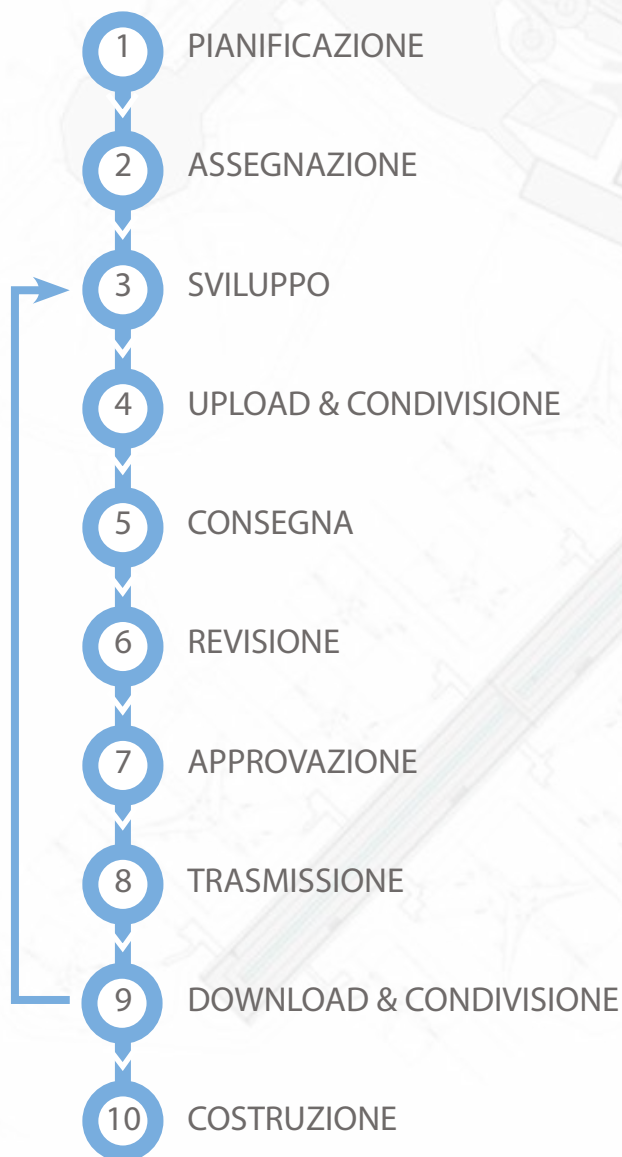 1 PIANIFICAZIONE
2 ASSEGNAZIONE
3 SVILUPPO
4 UPLOAD & CONDIVISIONE
5 CONSEGNA
6 REVISIONE
7 APPROVAZIONE
8 TRASMISSIONE
9 DOWNLOAD & CONDIVISIONE
10 COSTRUZIONE